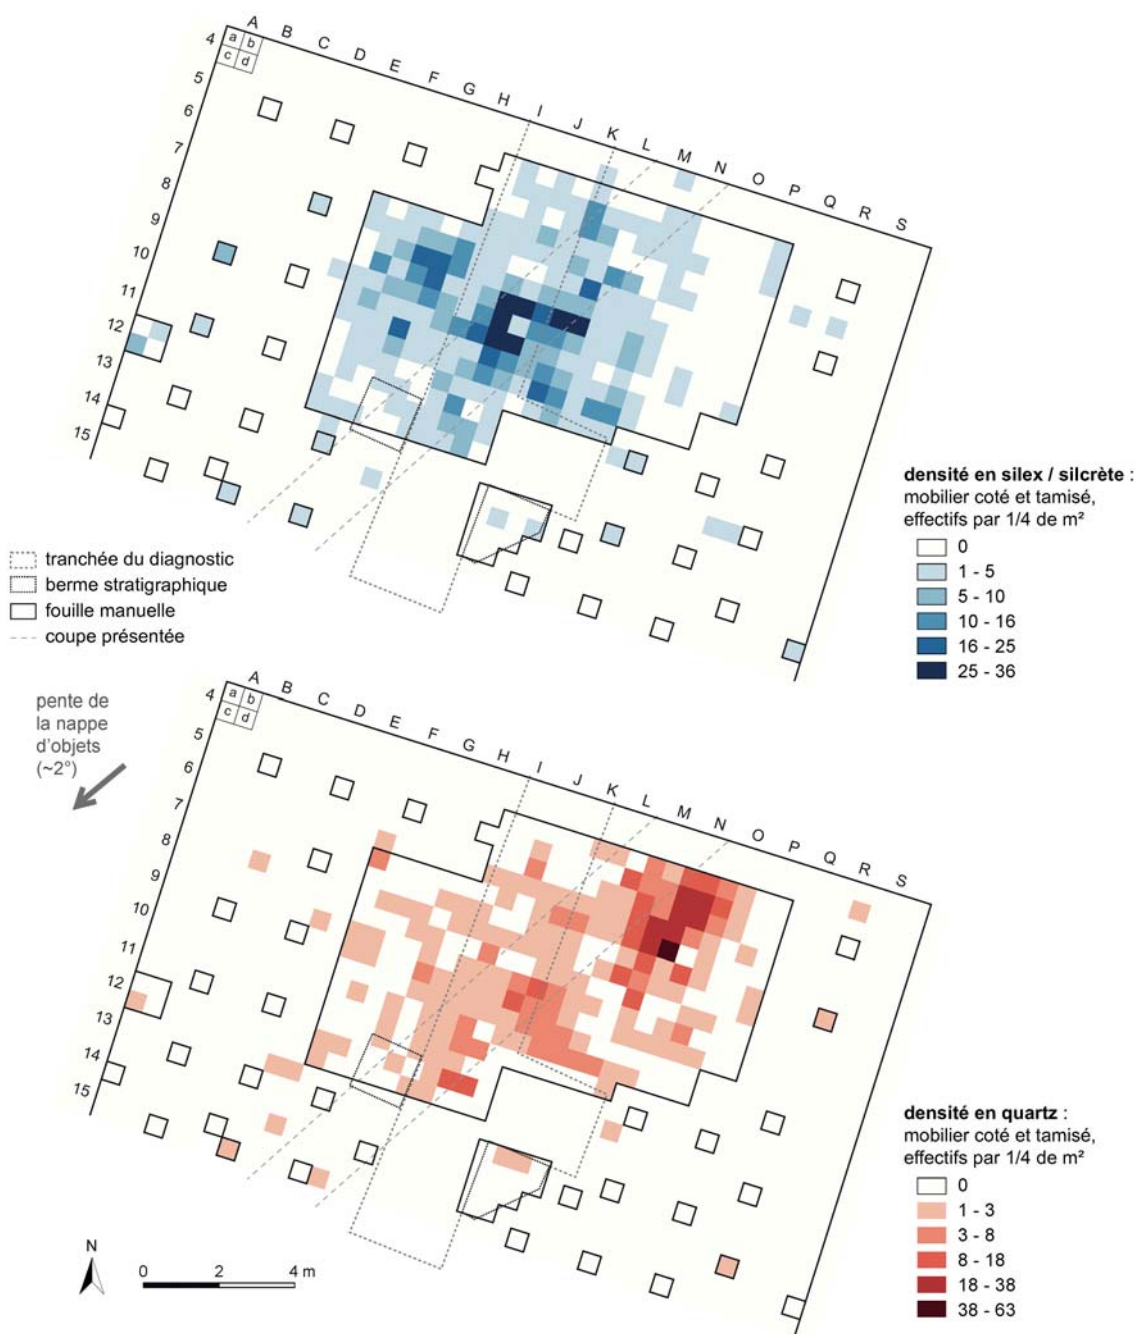 A B C D E F G H I J K L M N O P Q R S
4
5
6
7
8
9
10
11
12
13
14
15
a b
c d
densité en silex / silcrète :
mobilier coté et tamisé,
effectifs par 1/4 de m²
0
1 - 5
5 - 10
10 - 16
16 - 25
25 - 36
tranchée du diagnostic
berme stratigraphique
fouille manuelle
coupe présentée
pente de
la nappe
d'objets
(~2°)
A B C D E F G H I J K L M N O P Q R S
4
5
6
7
8
9
10
11
12
13
14
15
a b
c d
densité en quartz :
mobilier coté et tamisé,
effectifs par 1/4 de m²
0
1 - 3
3 - 8
8 - 18
18 - 38
38 - 63
N
0 2 4 m